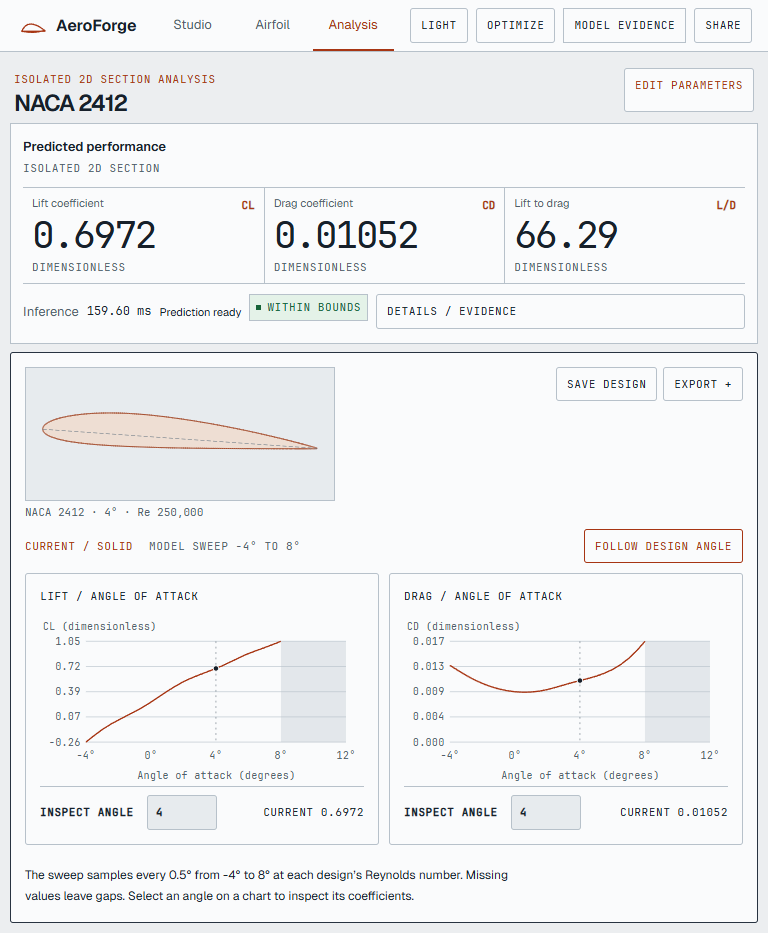 AeroForge Studio Airfoil Analysis LIGHT OPTIMIZE MODEL EVIDENCE SHARE
ISOLATED 2D SECTION ANALYSIS
NACA 2412
EDIT PARAMETERS
Predicted performance
ISOLATED 2D SECTION
Lift coefficient CL
0.6972
DIMENSIONLESS
Drag coefficient CD
0.01052
DIMENSIONLESS
Lift to drag L/D
66.29
DIMENSIONLESS
Inference 159.60 ms Prediction ready WITHIN BOUNDS DETAILS / EVIDENCE
SAVE DESIGN EXPORT +
NACA 2412 · 4° · Re 250,000
CURRENT / SOLID MODEL SWEEP -4° TO 8° FOLLOW DESIGN ANGLE
LIFT / ANGLE OF ATTACK
CL (dimensionless)
1.05
0.72
0.39
0.07
-0.26
-4° 0° 4° 8° 12°
Angle of attack (degrees)
INSPECT ANGLE 4 CURRENT 0.6972
DRAG / ANGLE OF ATTACK
CD (dimensionless)
0.017
0.013
0.009
0.004
0.000
-4° 0° 4° 8° 12°
Angle of attack (degrees)
INSPECT ANGLE 4 CURRENT 0.01052
The sweep samples every 0.5° from -4° to 8° at each design's Reynolds number. Missing
values leave gaps. Select an angle on a chart to inspect its coefficients.